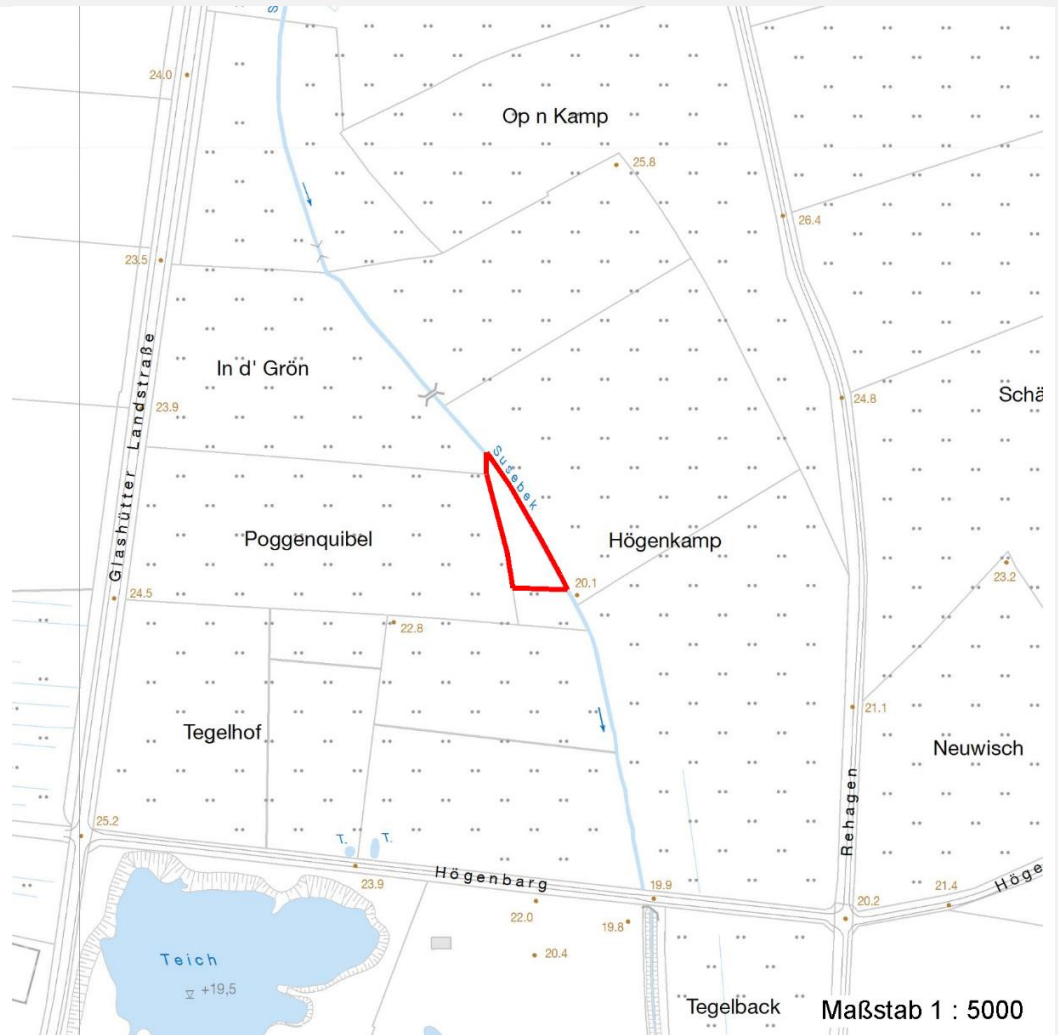 S
24.0
Op n Kamp
25.8
26.4
23.5
In d' Grön
Glashütter Landstraße
23.9
24.8
Schä
Susebek
Poggenquibel
Högenkamp
23.2
20.1
24.5
22.8
21.1
Tegelhof
Neuwisch
Rehagen
25.2
T.
T.
Högenbarg
23.9
19.9
22.0
19.8
20.2
21.4
Höge
20.4
Teich
+19,5
Tegelback
Maßstab 1 : 5000